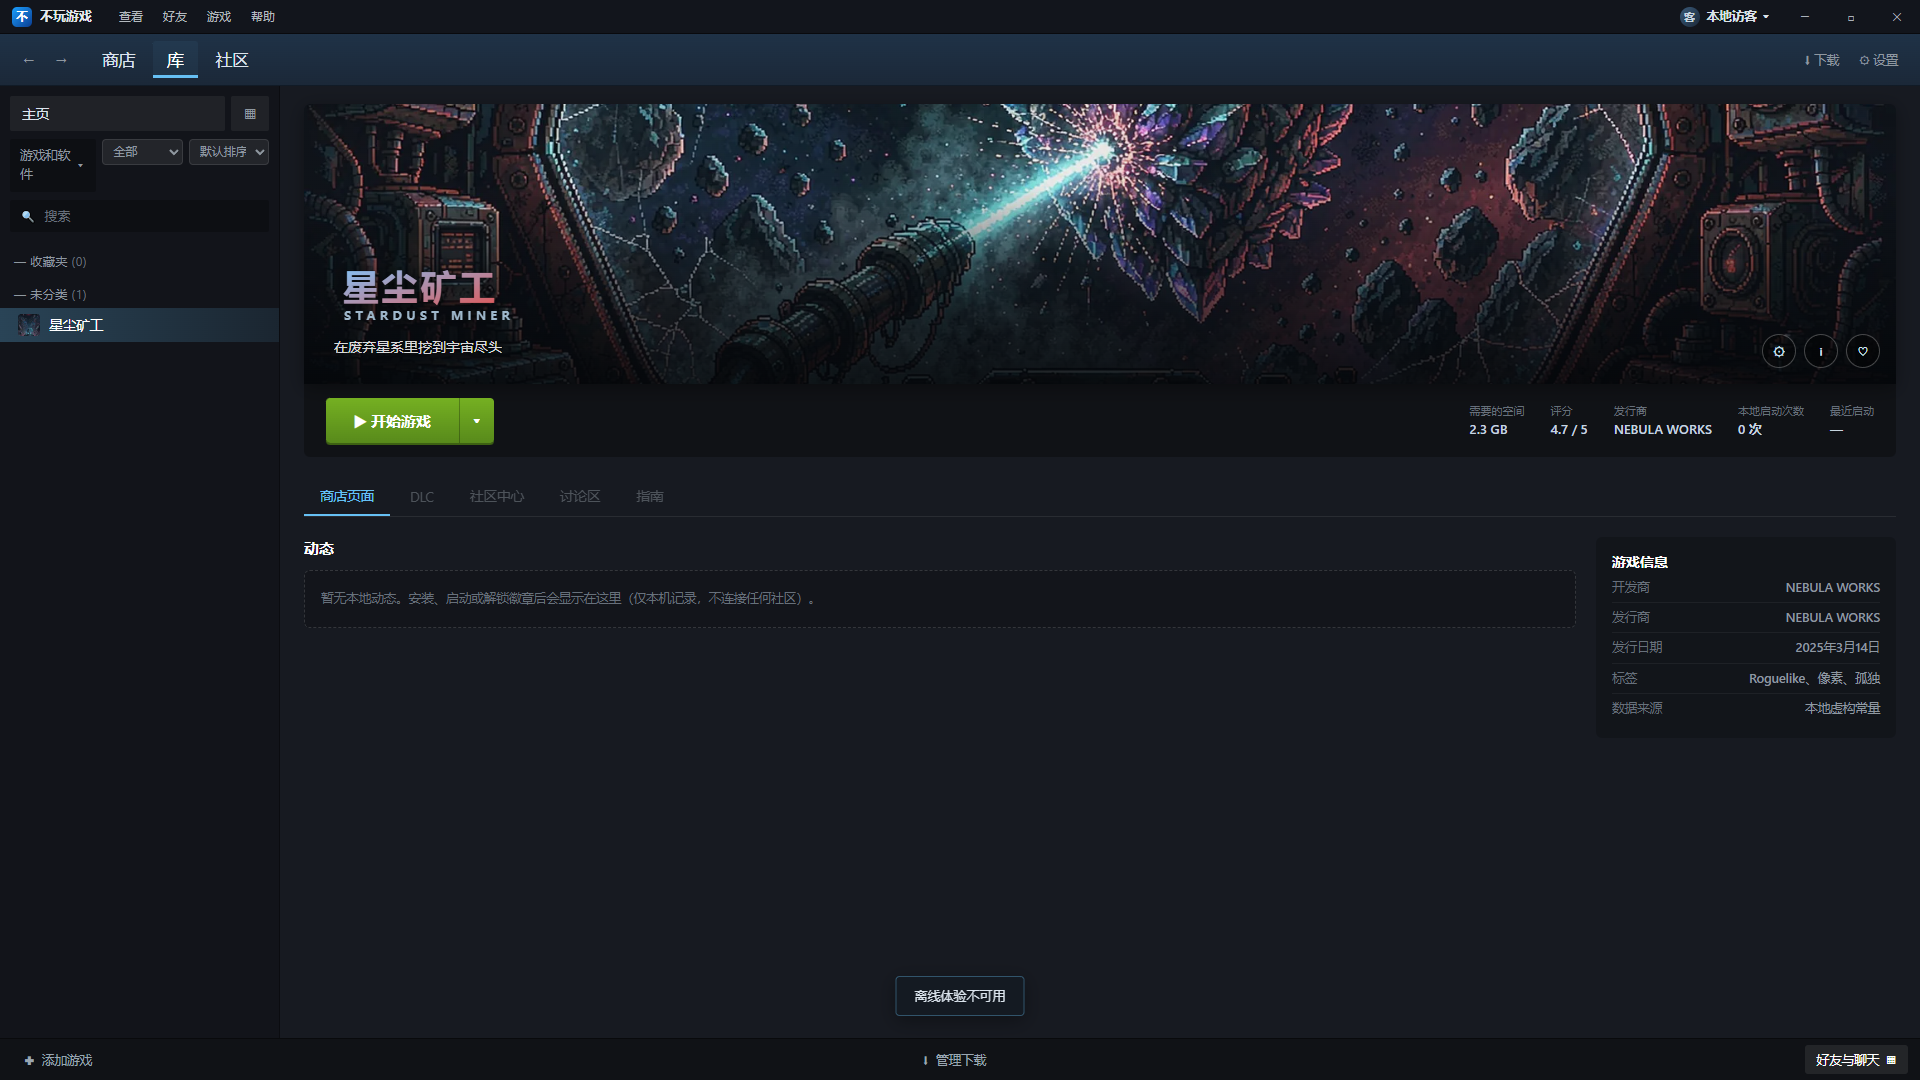 不 不玩游戏 查看 好友 游戏 帮助 客 本地访客
商店 库 社区 下载 设置
主页
游戏和软件 全部 默认排序
搜索
— 收藏夹 (0)
— 未分类 (1)
星尘矿工
星尘矿工
STARDUST MINER
在废弃星系里挖到宇宙尽头
i
▶ 开始游戏
需要的空间 评分 发行商 本地启动次数 最近启动
2.3 GB 4.7 / 5 NEBULA WORKS 0 次 —
商店页面 DLC 社区中心 讨论区 指南
动态
暂无本地动态。安装、启动或解锁徽章后会显示在这里（仅本机记录，不连接任何社区）。
游戏信息
开发商 NEBULA WORKS
发行商 NEBULA WORKS
发行日期 2025年3月14日
标签 Roguelike、像素、孤独
数据来源 本地虚构常量
离线体验不可用
添加游戏 管理下载 好友与聊天